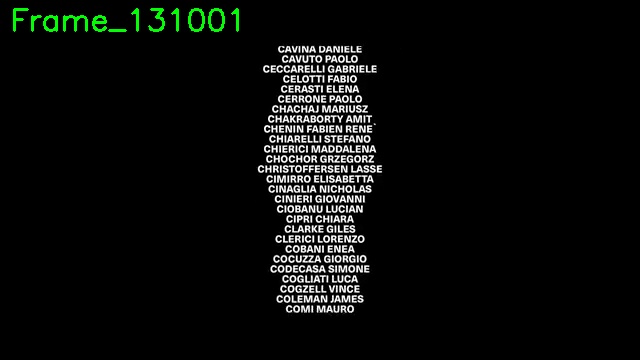 Frame_131001
CAVINA DANIELE
CAVUTO PAOLO
CECCARELLI GABRIELE
CELOTTI FABIO
CERASTI ELENA
CERRONE PAOLO
CHACHAJ MARIUSZ
CHAKRABORTY AMIT
CHENIN FABIEN RENE`
CHIARELLI STEFANO
CHIERICI MADDALENA
CHOCHOR GRZEGORZ
CHRISTOFFERSEN LASSE
CIMIRRO ELISABETTA
CINAGLIA NICHOLAS
CINIERI GIOVANNI
CIOBANU LUCIAN
CIPRI CHIARA
CLARKE GILES
CLERICI LORENZO
COBANI ENEA
COCUZZA GIORGIO
CODECASA SIMONE
COGLIATI LUCA
COGZELL VINCE
COLEMAN JAMES
COMI MAURO